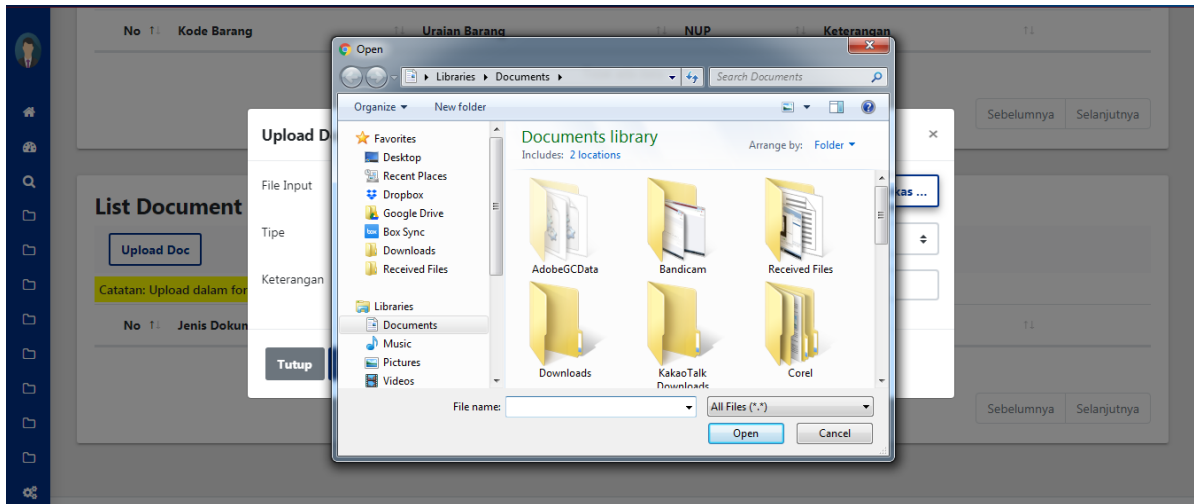 No Kode Barang Uraian Barang NUP Keterangan
Open
Libraries Documents Search Documents
Organize New folder
Sebelumnya Selanjutnya
Upload D
Favorites
Desktop
Recent Places
Dropbox
Google Drive
Box Sync
Downloads
Received Files
Libraries
Documents
Music
Pictures
Videos
Documents library
Includes: 2 locations
Arrange by: Folder
AdobeGCData Bandicam Received Files
Downloads KakaoTalk Downloads Corel
File name: All Files (*.*)
Open Cancel
File Input kas ...
Tipe
Keterangan
Tutup
List Document
Upload Doc
Catatan: Upload dalam for
No Jenis Dokun
Sebelumnya Selanjutnya